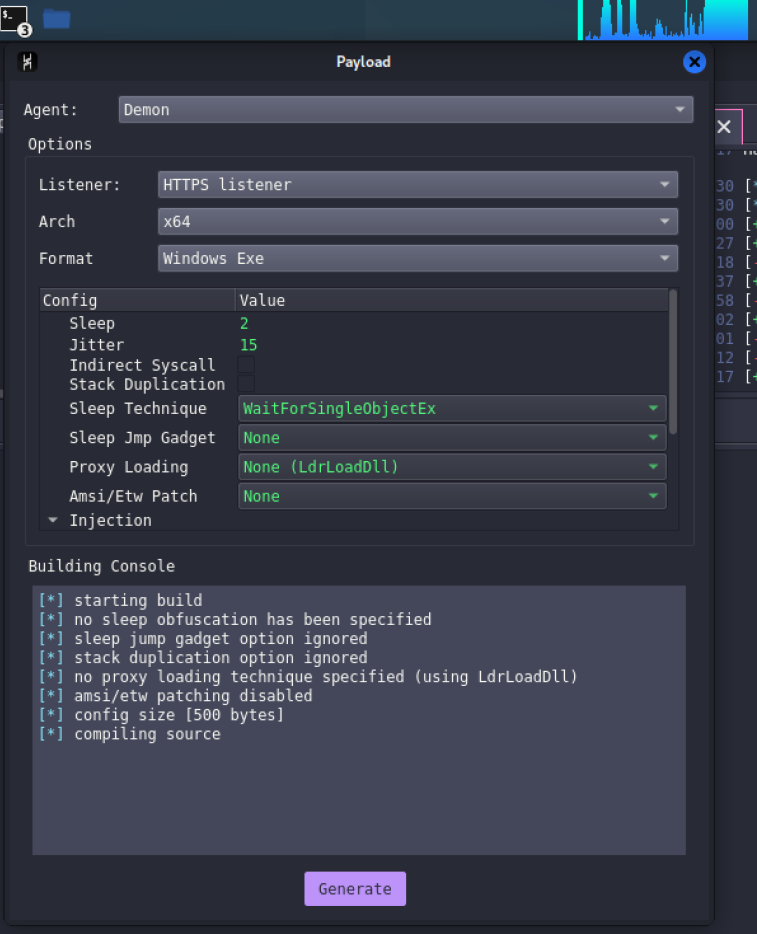 $_
3
Payload
Agent: Demon
Options
Listener: HTTPS listener
Arch x64
Format Windows Exe
Config Value
Sleep 2
Jitter 15
Indirect Syscall
Stack Duplication
Sleep Technique WaitForSingleObjectEx
Sleep Jmp Gadget None
Proxy Loading None (LdrLoadDll)
Amsi/Etw Patch None
Injection
Building Console
[*] starting build
[*] no sleep obfuscation has been specified
[*] sleep jump gadget option ignored
[*] stack duplication option ignored
[*] no proxy loading technique specified (using LdrLoadDll)
[*] amsi/etw patching disabled
[*] config size [500 bytes]
[*] compiling source
Generate
30 [*
30 [*
00 [+
27 [+
18 [-
37 [+
58 [-
02 [+
01 [-
12 [-
17 [+